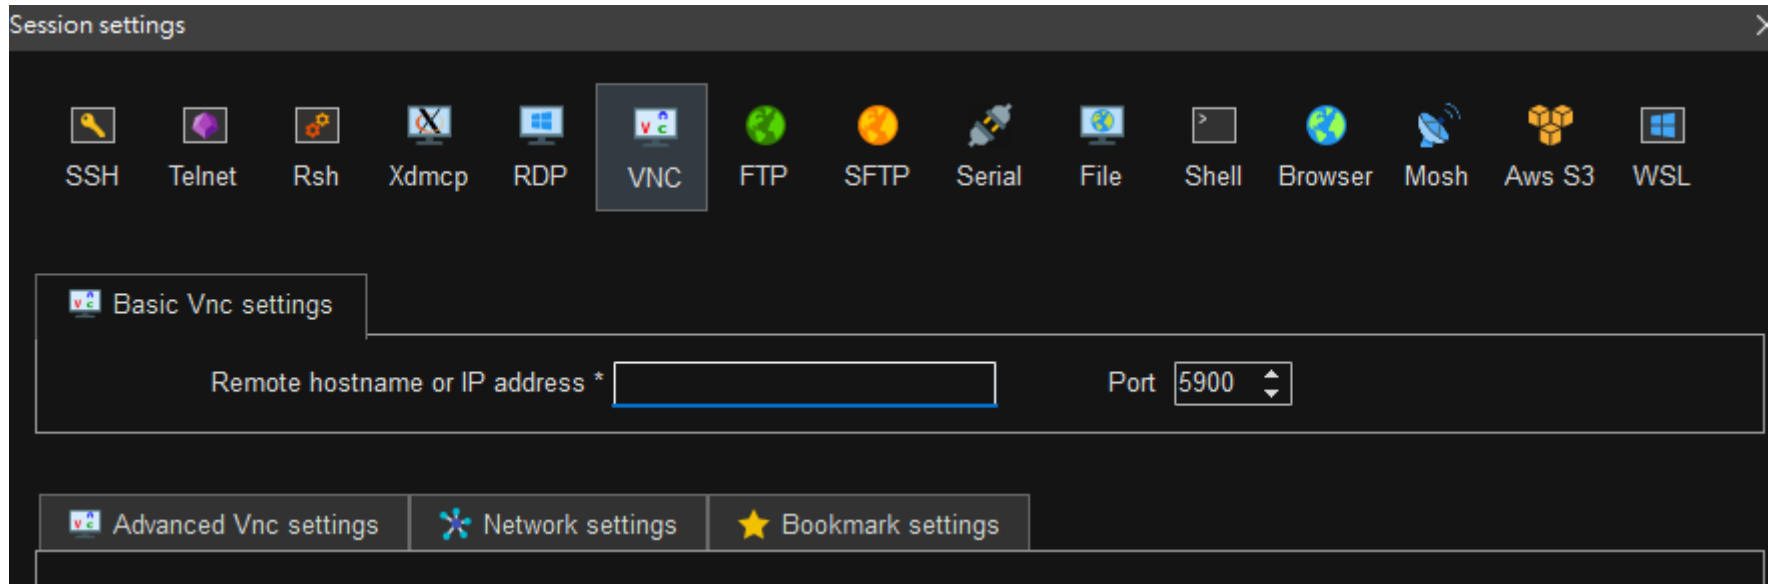 Session settings
SSH Telnet Rsh Xdmcp RDP VNC FTP SFTP Serial File Shell Browser Mosh Aws S3 WSL
Basic Vnc settings
Remote hostname or IP address * Port 5900
Advanced Vnc settings Network settings Bookmark settings